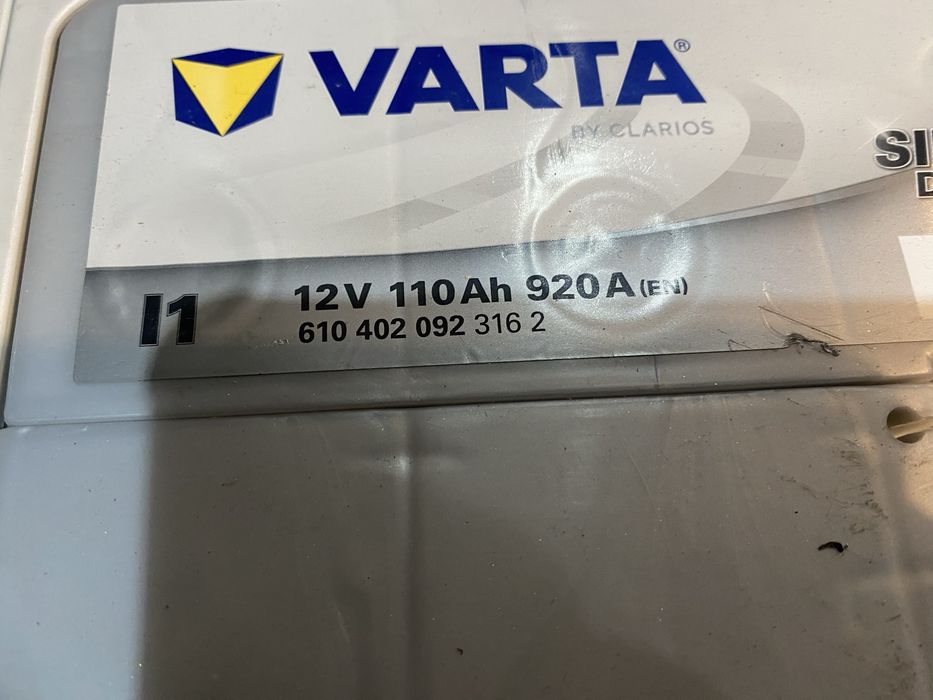 VARTA®
BY CLARIOS
I1
12V 110Ah 920A (EN)
610 402 092 316 2